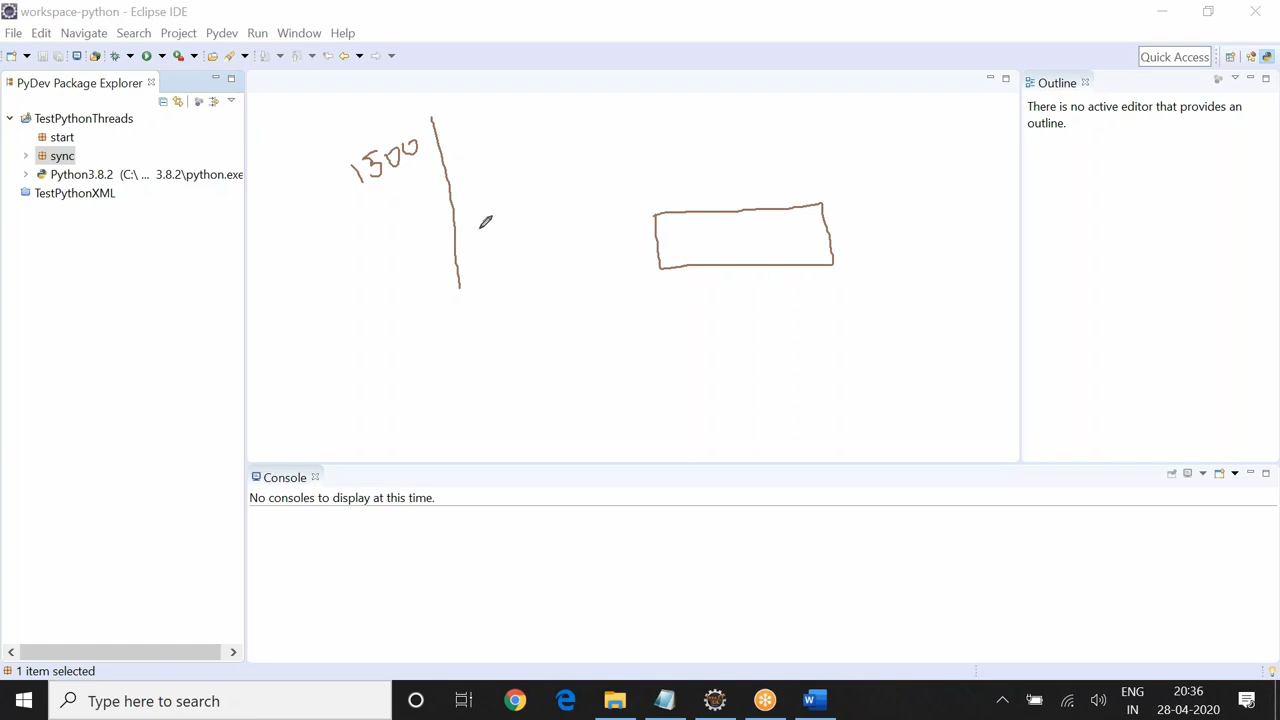 workspace-python - Eclipse IDE
File Edit Navigate Search Project Pydev Run Window Help
Quick Access
PyDev Package Explorer
TestPythonThreads
start
sync
Python3.8.2 (C:\ ... 3.8.2\python.exe
TestPythonXML
1500
Outline
There is no active editor that provides an
outline.
Console
No consoles to display at this time.
1 item selected
Type here to search
ENG
IN
20:36
28-04-2020